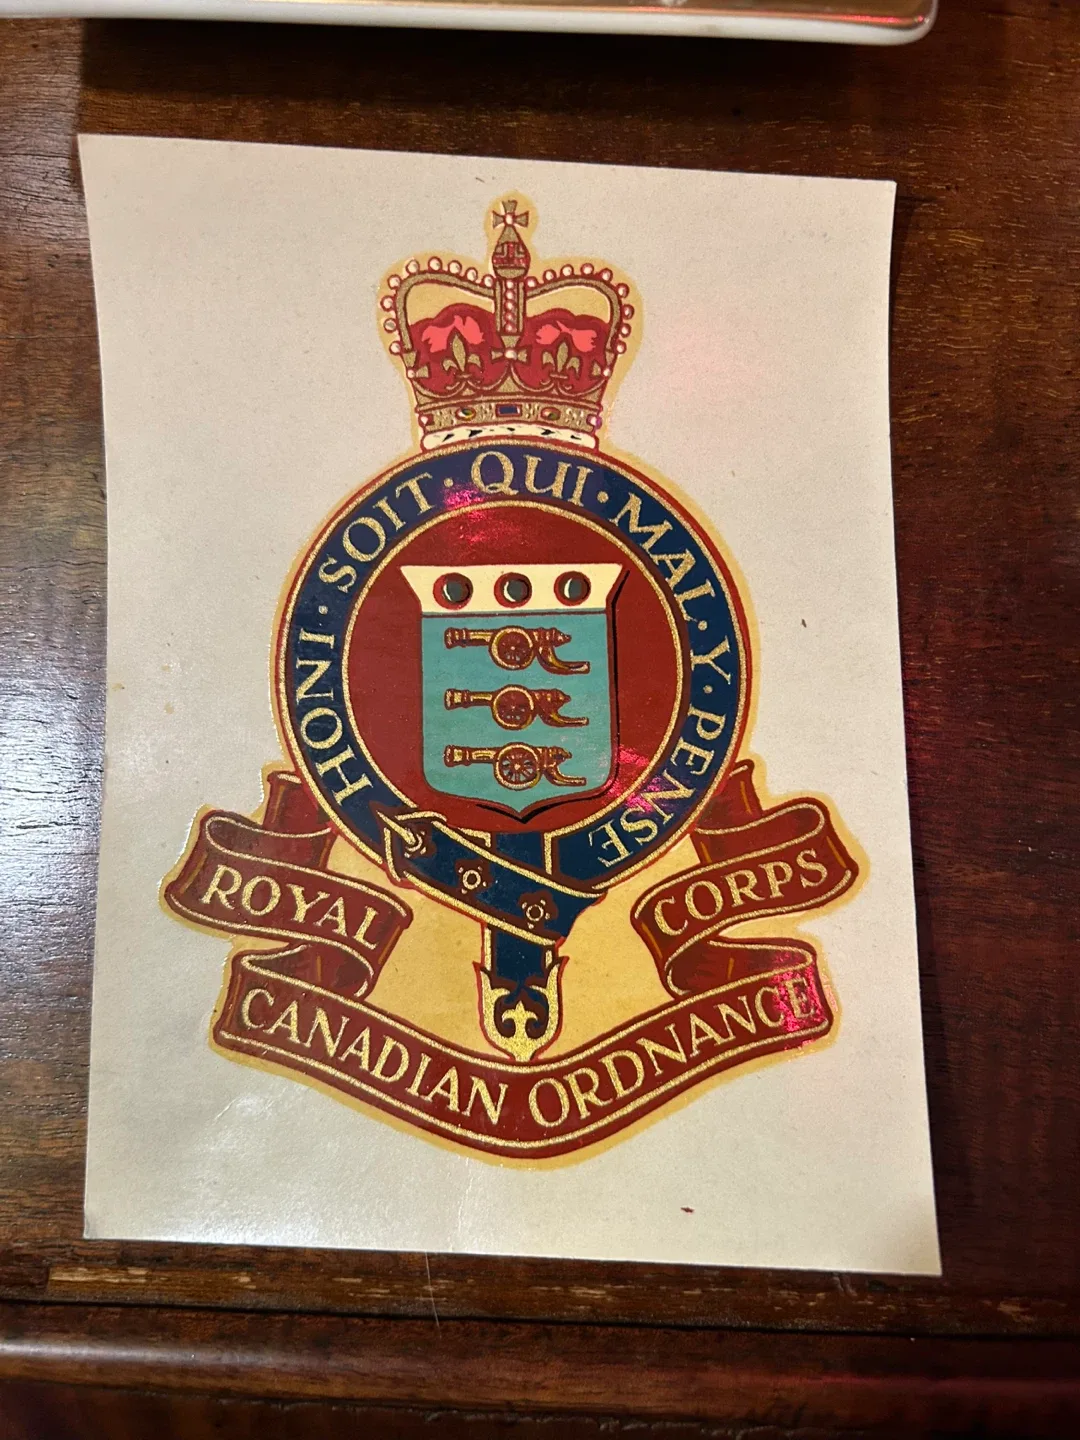 HONI · SOIT · QUI · MAL · Y · PENSE
ROYAL
CANADIAN ORDNANCE
CORPS